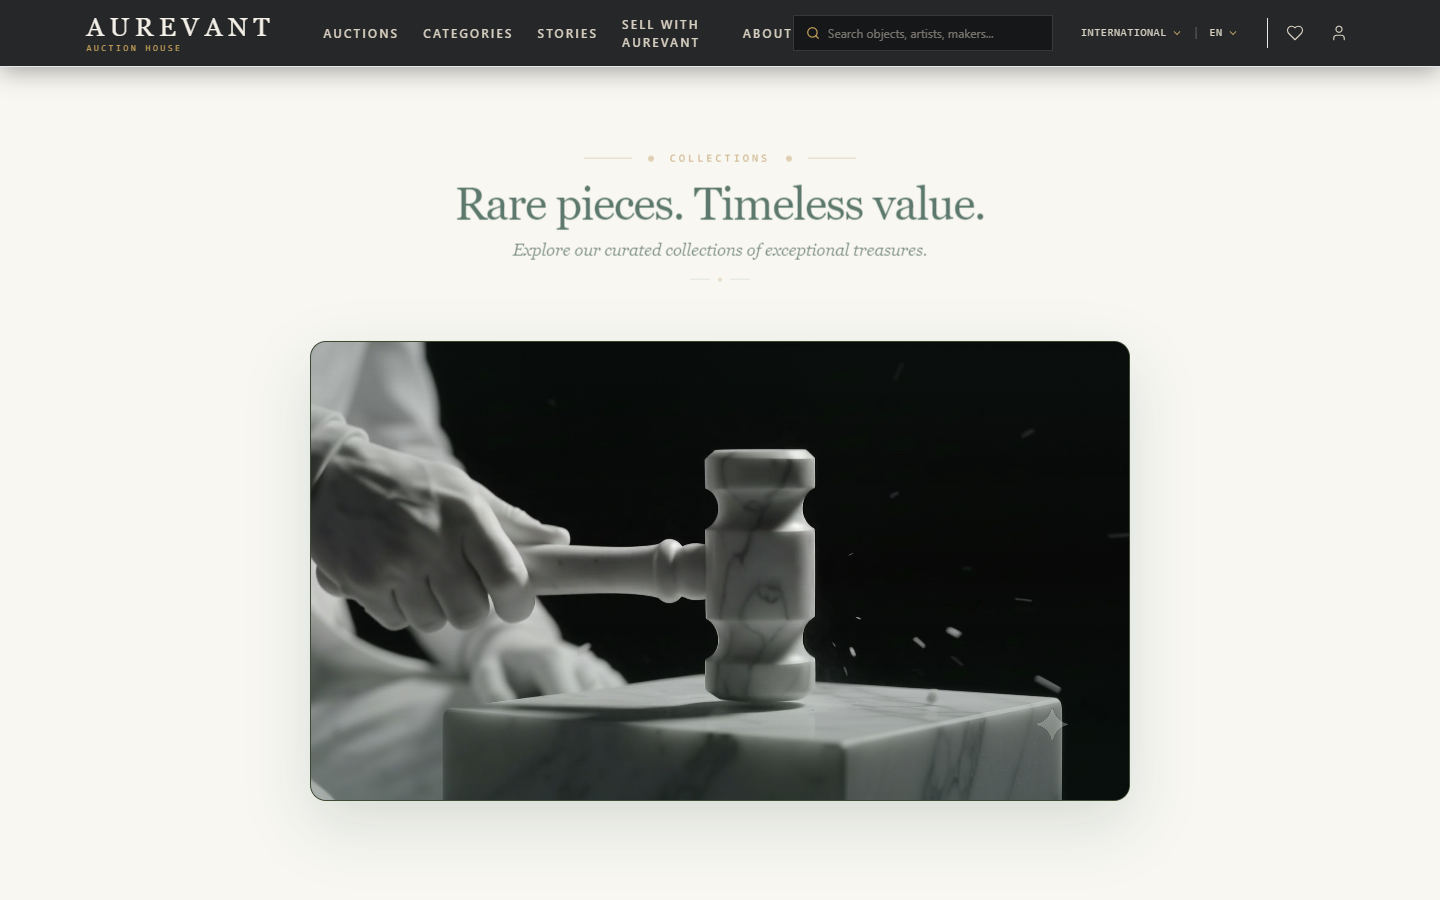 AUREVANT
AUCTION HOUSE
AUCTIONS
CATEGORIES
STORIES
SELL WITH
AUREVANT
ABOUT
Search objects, artists, makers...
INTERNATIONAL
EN
COLLECTIONS
Rare pieces. Timeless value.
Explore our curated collections of exceptional treasures.